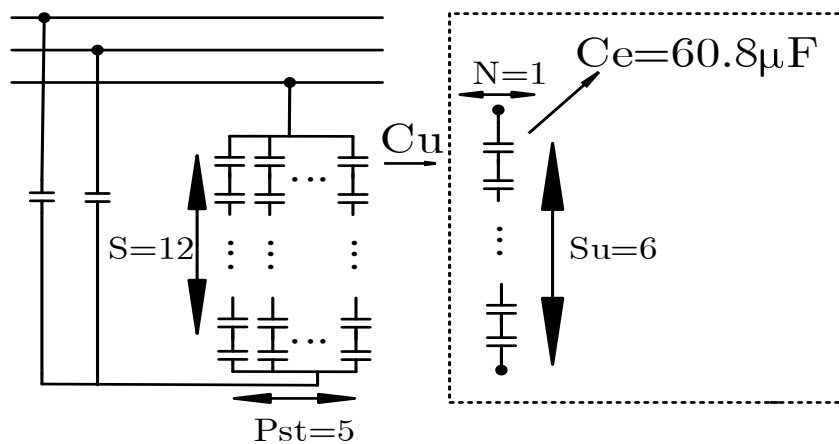 Ce=60.8μF
N=1
Cu
S=12
Su=6
Pst=5